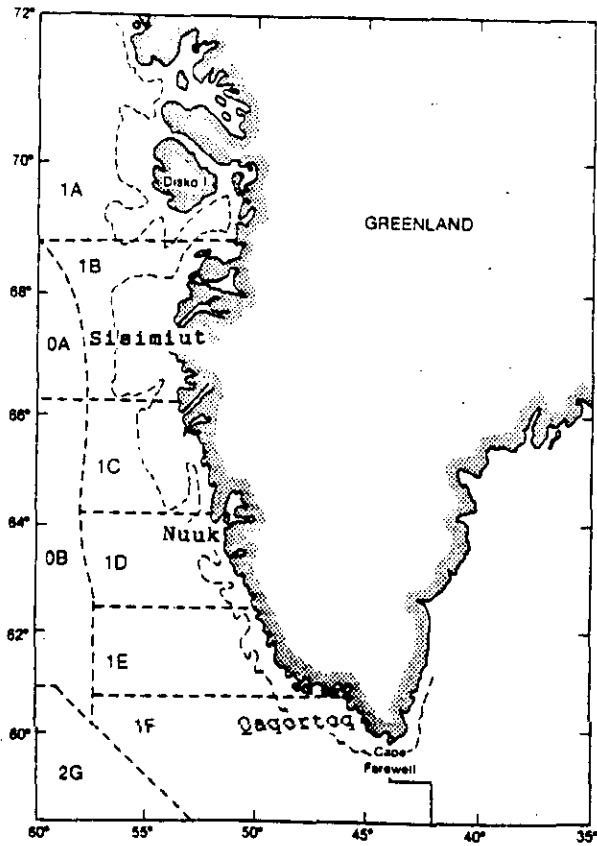 72°
70°
Disko I.
1A
GREENLAND
1B
68°
0A
Sisimiut
66°
1C
64°
Nuuk
0B
1D
62°
1E
Qaqortoq
1F
60°
Cape
Farewell
2G
60°
55°
50°
45°
40°
35°